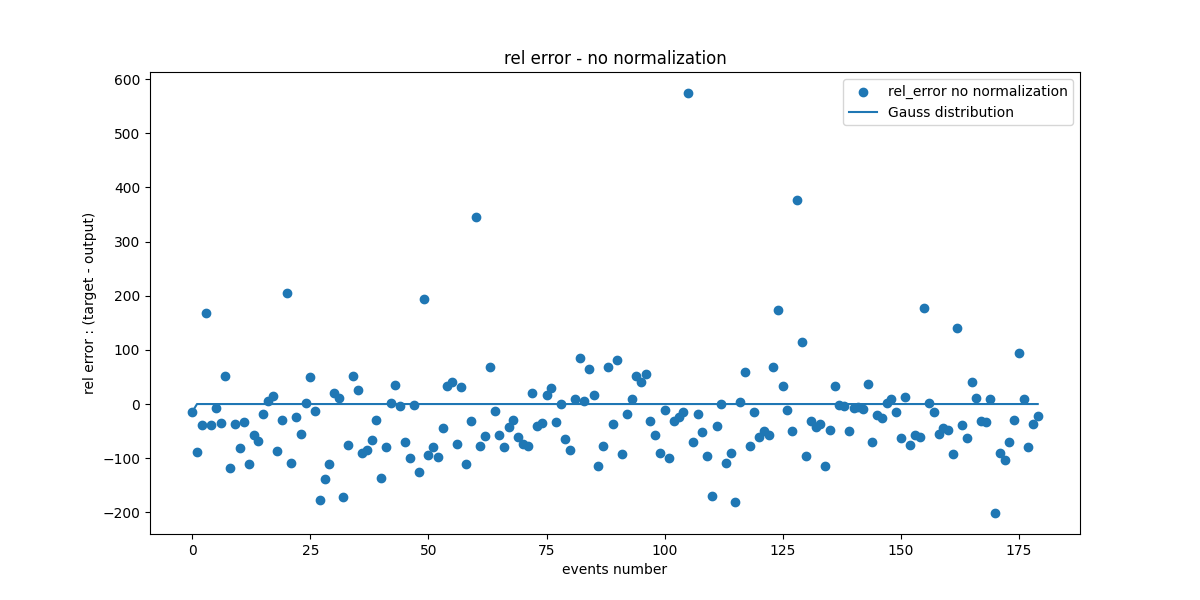 rel error - no normalization
rel_error no normalization
Gauss distribution
600
500
400
300
200
100
0
−100
−200
rel error : (target - output)
0 25 50 75 100 125 150 175
events number